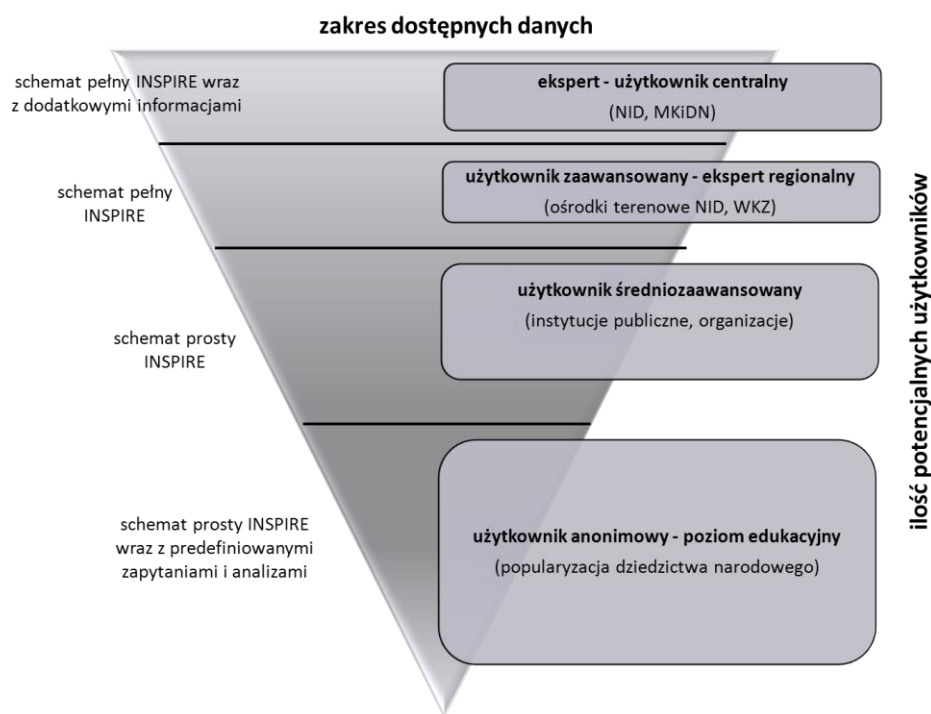 zakres dostępnych danych
schemat pełny INSPIRE wraz
z dodatkowymi informacjami
ekspert - użytkownik centralny
(NID, MKiDN)
schemat pełny
INSPIRE
użytkownik zaawansowany - ekspert regionalny
(ośrodki terenowe NID, WKZ)
schemat prosty
INSPIRE
użytkownik średniozaawansowany
(instytucje publiczne, organizacje)
schemat prosty INSPIRE
wraz z predefiniowanymi
zapytaniami i analizami
użytkownik anonimowy - poziom edukacyjny
(popularyzacja dziedzictwa narodowego)
ilość potencjalnych użytkowników